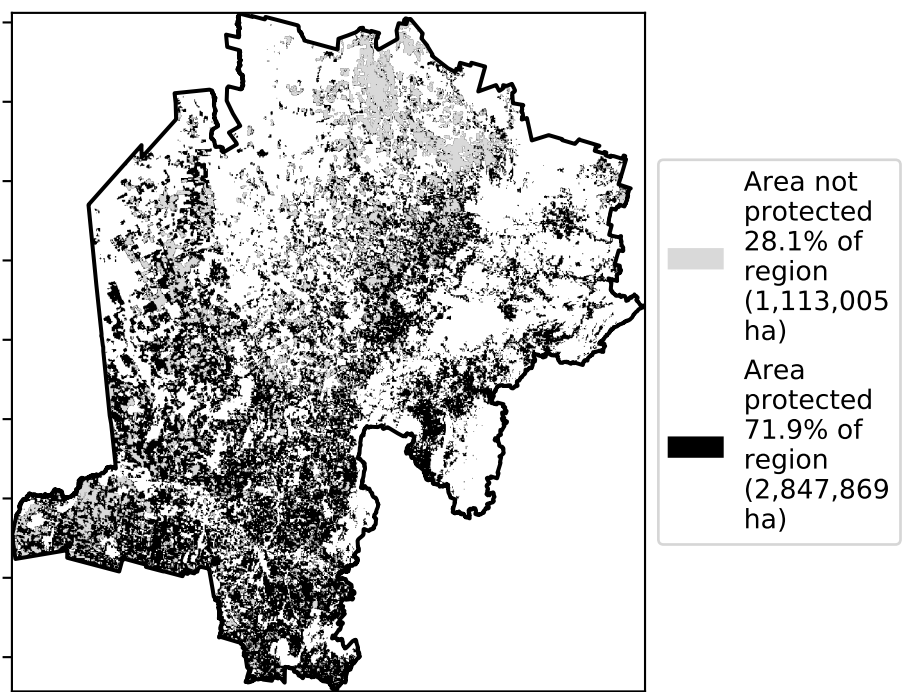 Area not
protected
28.1% of
region
(1,113,005
ha)
Area
protected
71.9% of
region
(2,847,869
ha)